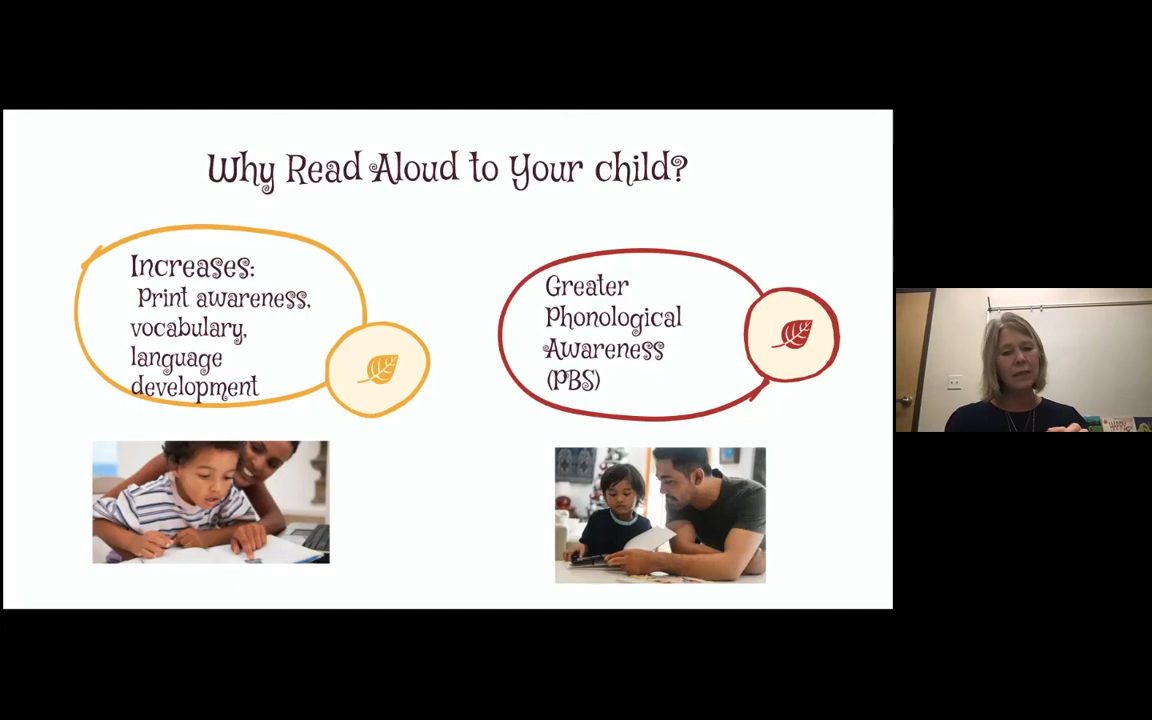 Why Read Aloud to Your child?
Increases:
Print awareness,
vocabulary,
language
development
Greater
Phonological
Awareness
(PBS)